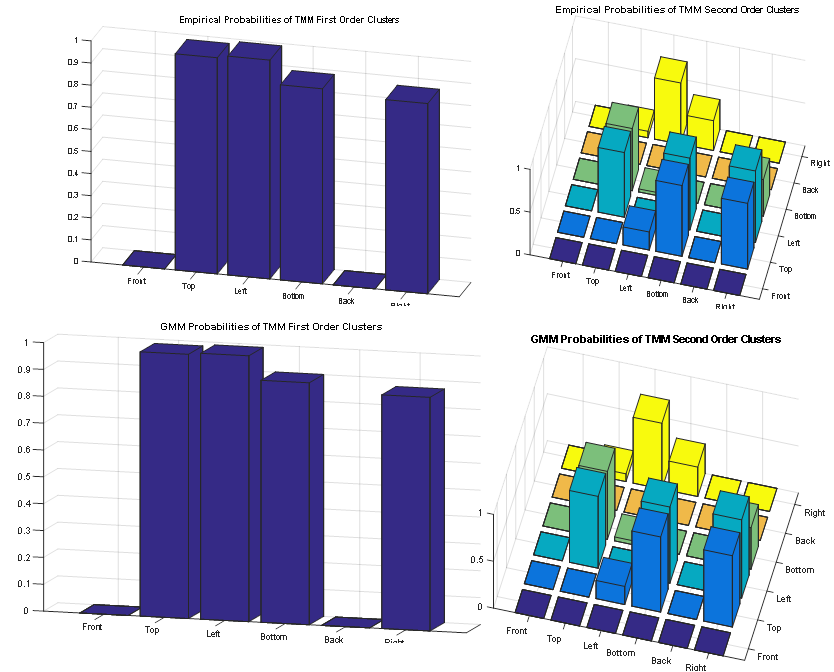 Empirical Probabilities of TMM First Order Clusters
1
0.9
0.8
0.7
0.6
0.5
0.4
0.3
0.2
0.1
0
Front
Top
Left
Bottom
Back
Right
Empirical Probabilities of TMM Second Order Clusters
1
0.5
0
Front
Top
Left
Bottom
Back
Right
Right
Back
Bottom
Left
Top
Front
GMM Probabilities of TMM First Order Clusters
1
0.9
0.8
0.7
0.6
0.5
0.4
0.3
0.2
0.1
0
Front
Top
Left
Bottom
Back
Right
GMM Probabilities of TMM Second Order Clusters
1
0.5
0
Front
Top
Left
Bottom
Back
Right
Right
Back
Bottom
Left
Top
Front